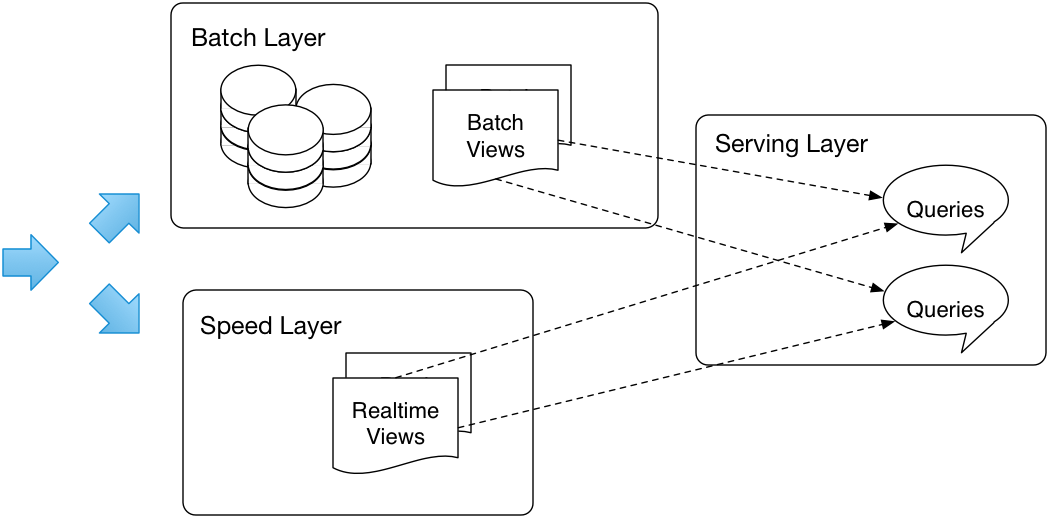 Batch Layer
Batch
Views
Serving Layer
Queries
Queries
Speed Layer
Realtime
Views